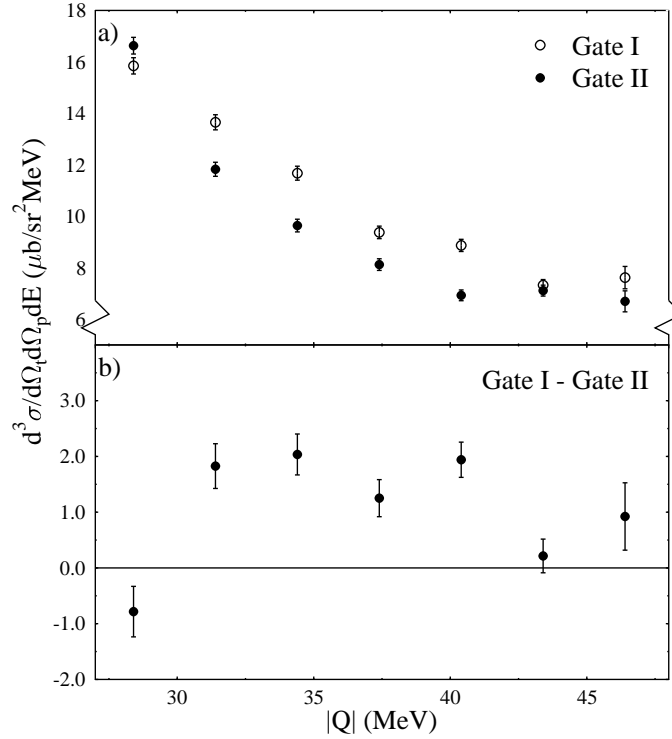 18
a)
Gate I
16
Gate II
14
12
10
8
6
d³σ/dΩₜdΩₚdE (μb/sr²MeV)
b)
Gate I - Gate II
3.0
2.0
1.0
0.0
-1.0
-2.0
30 35 40 45
|Q| (MeV)